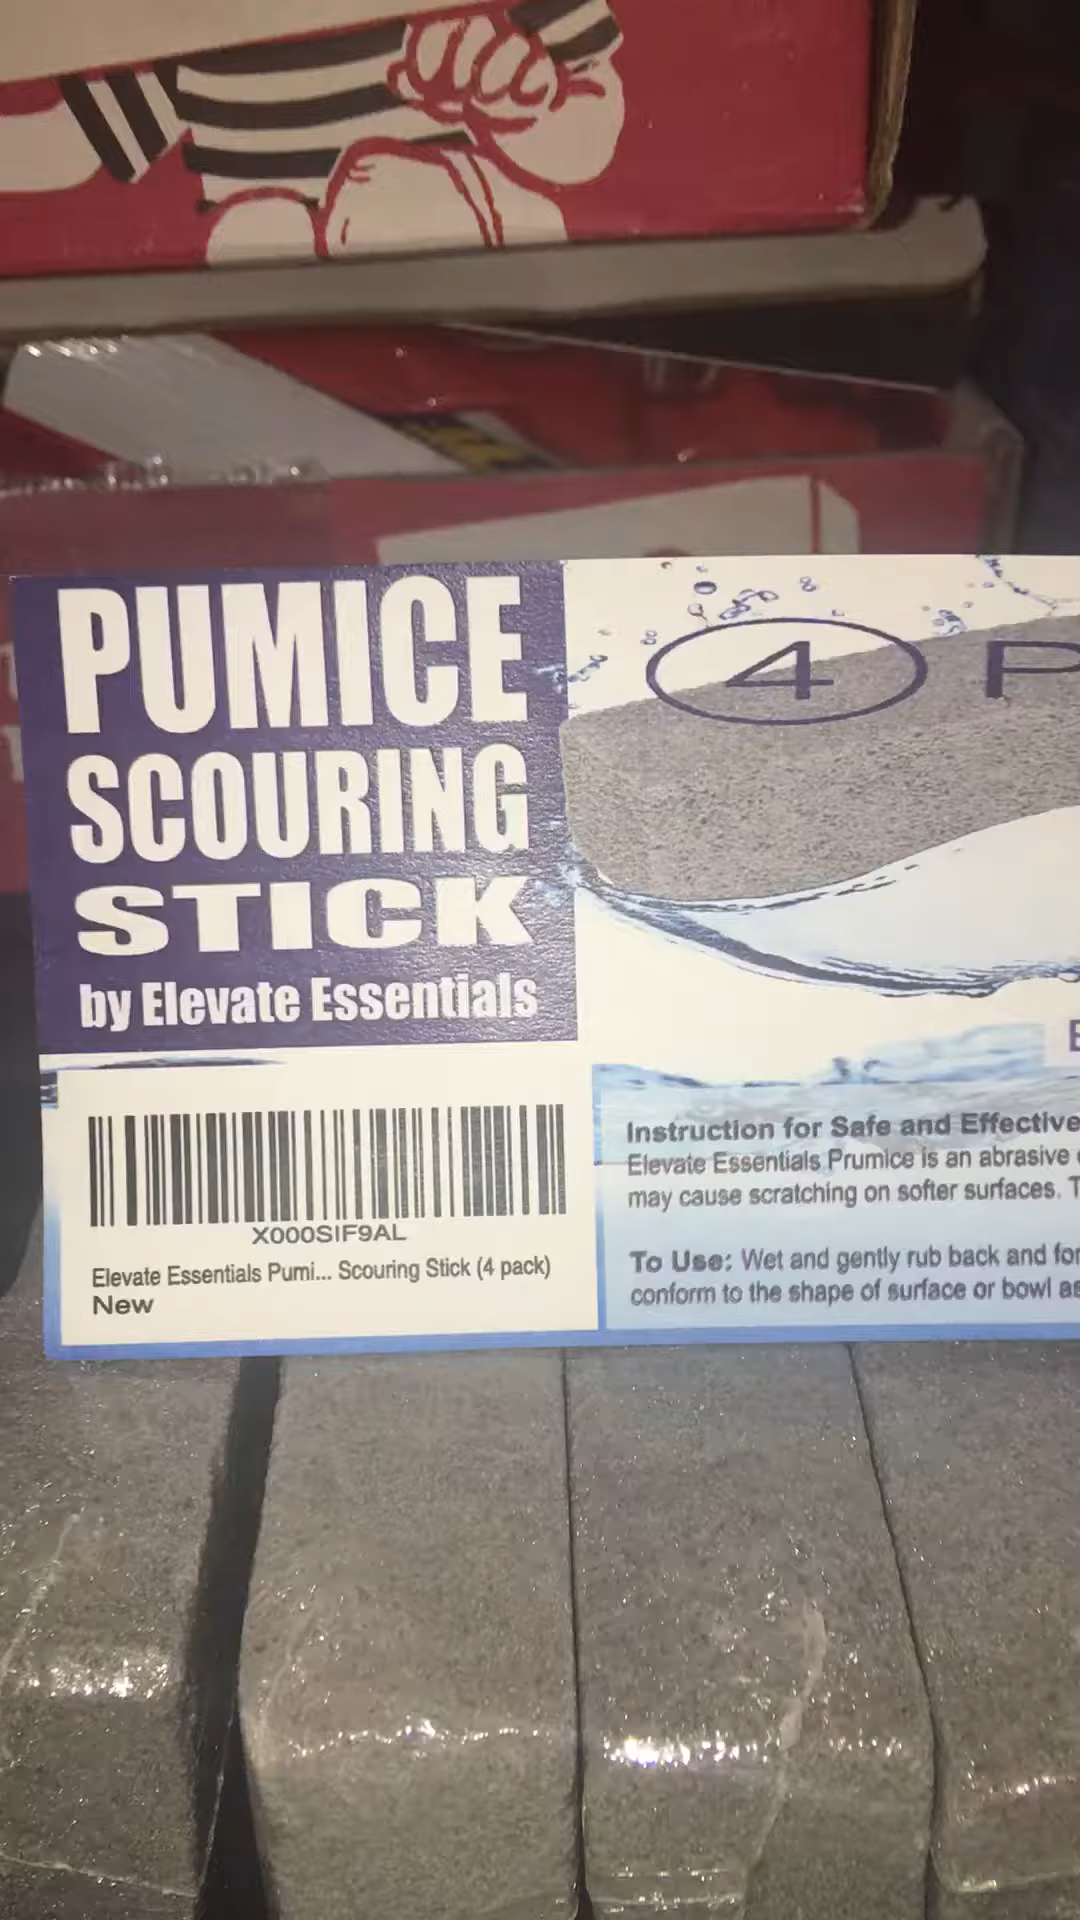 PUMICE
SCOURING
STICK
by Elevate Essentials
4 P
X000SIF9AL
Elevate Essentials Pumi... Scouring Stick (4 pack)
New
Instruction for Safe and Effective
Elevate Essentials Prumice is an abrasive
may cause scratching on softer surfaces. T
To Use: Wet and gently rub back and for
conform to the shape of surface or bowl as